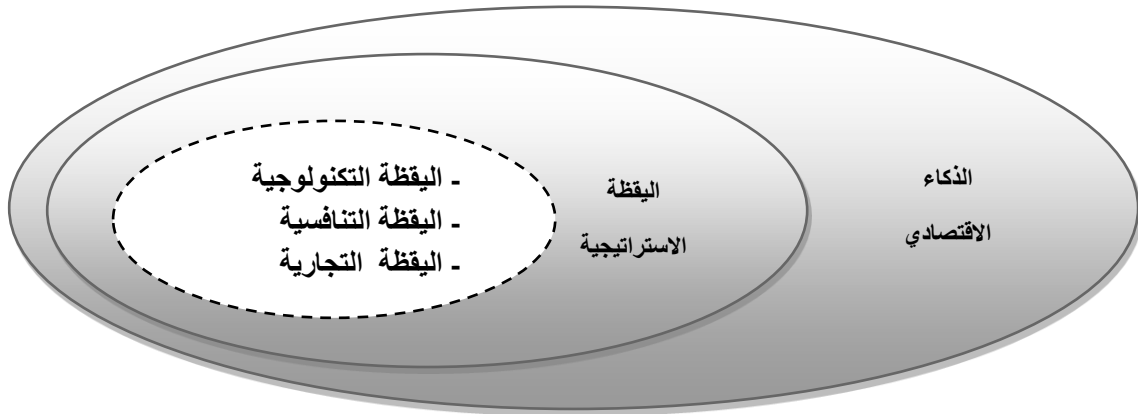 الذكاء
الاقتصادي
اليقظة
الاستراتيجية
- اليقظة التكنولوجية
- اليقظة التنافسية
- اليقظة التجارية